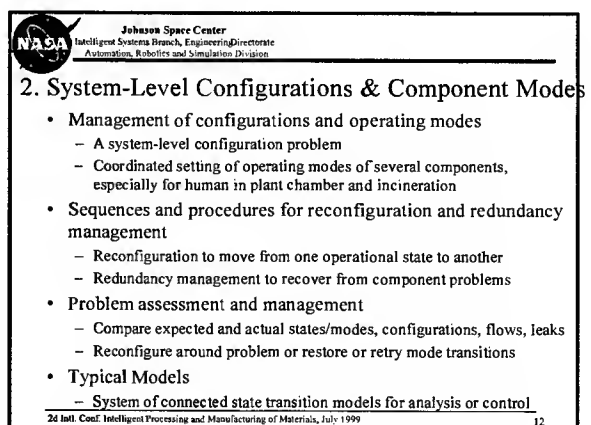 NASA
Johnson Space Center
Intelligent Systems Branch, EngineeringDirectorate
Automation, Robotics and Simulation Division
2. System-Level Configurations & Component Modes
• Management of configurations and operating modes
– A system-level configuration problem
– Coordinated setting of operating modes of several components,
especially for human in plant chamber and incineration
• Sequences and procedures for reconfiguration and redundancy
management
– Reconfiguration to move from one operational state to another
– Redundancy management to recover from component problems
• Problem assessment and management
– Compare expected and actual states/modes, configurations, flows, leaks
– Reconfigure around problem or restore or retry mode transitions
• Typical Models
– System of connected state transition models for analysis or control
2d Intl. Conf. Intelligent Processing and Manufacturing of Materials, July 1999 12